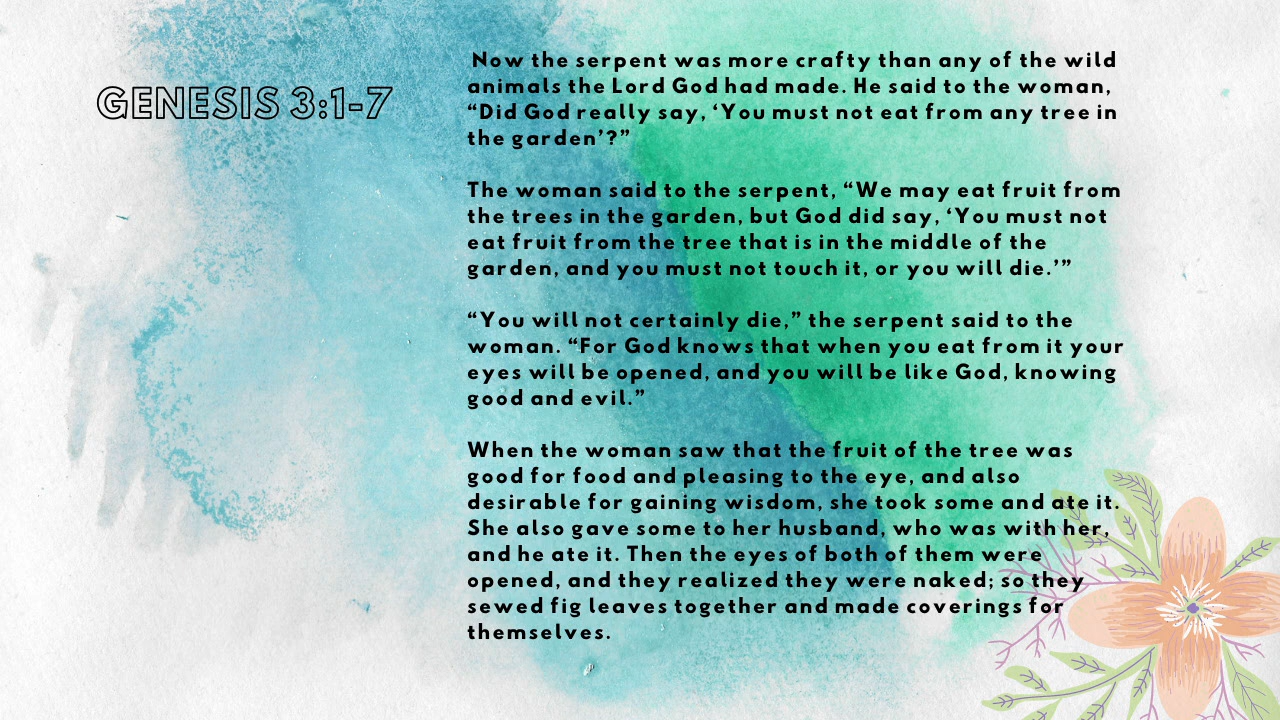 GENESIS 3:1-7
Now the serpent was more crafty than any of the wild
animals the Lord God had made. He said to the woman,
“Did God really say, ‘You must not eat from any tree in
the garden’?”
The woman said to the serpent, “We may eat fruit from
the trees in the garden, but God did say, ‘You must not
eat fruit from the tree that is in the middle of the
garden, and you must not touch it, or you will die.’”
“You will not certainly die,” the serpent said to the
woman. “For God knows that when you eat from it your
eyes will be opened, and you will be like God, knowing
good and evil.”
When the woman saw that the fruit of the tree was
good for food and pleasing to the eye, and also
desirable for gaining wisdom, she took some and ate it.
She also gave some to her husband, who was with her,
and he ate it. Then the eyes of both of them were
opened, and they realized they were naked; so they
sewed fig leaves together and made coverings for
themselves.